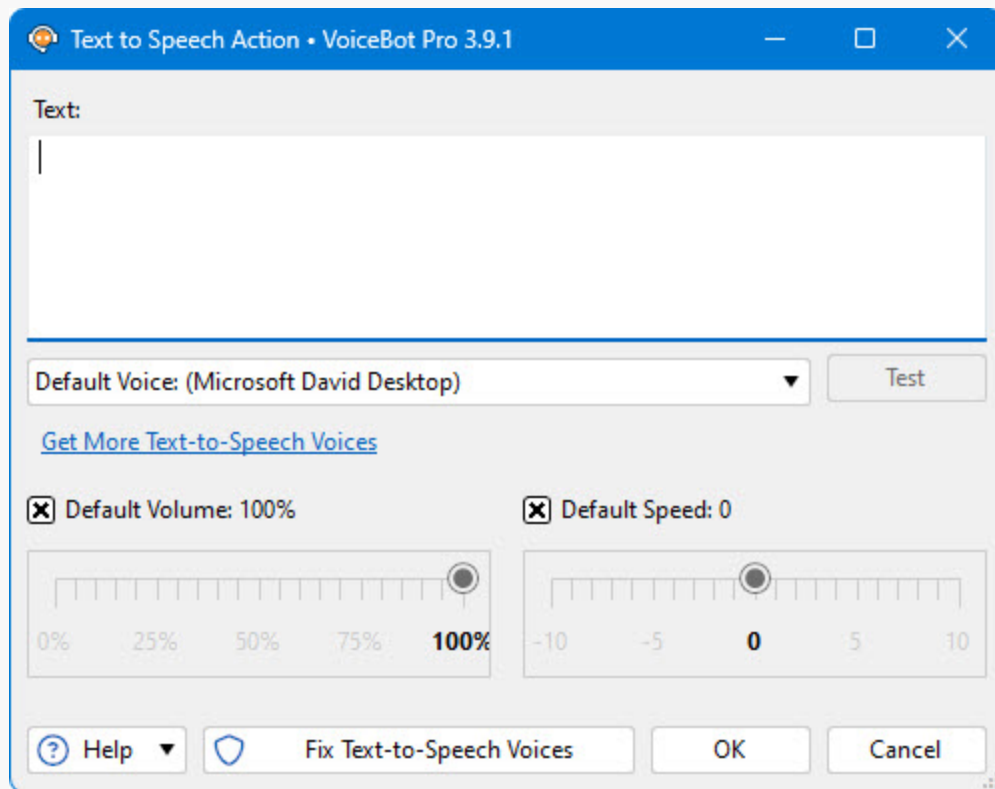 Text to Speech Action • VoiceBot Pro 3.9.1
Text:
Default Voice: (Microsoft David Desktop)
Test
Get More Text-to-Speech Voices
Default Volume: 100%
Default Speed: 0
0% 25% 50% 75% 100%
-10 -5 0 5 10
Help
Fix Text-to-Speech Voices
OK
Cancel